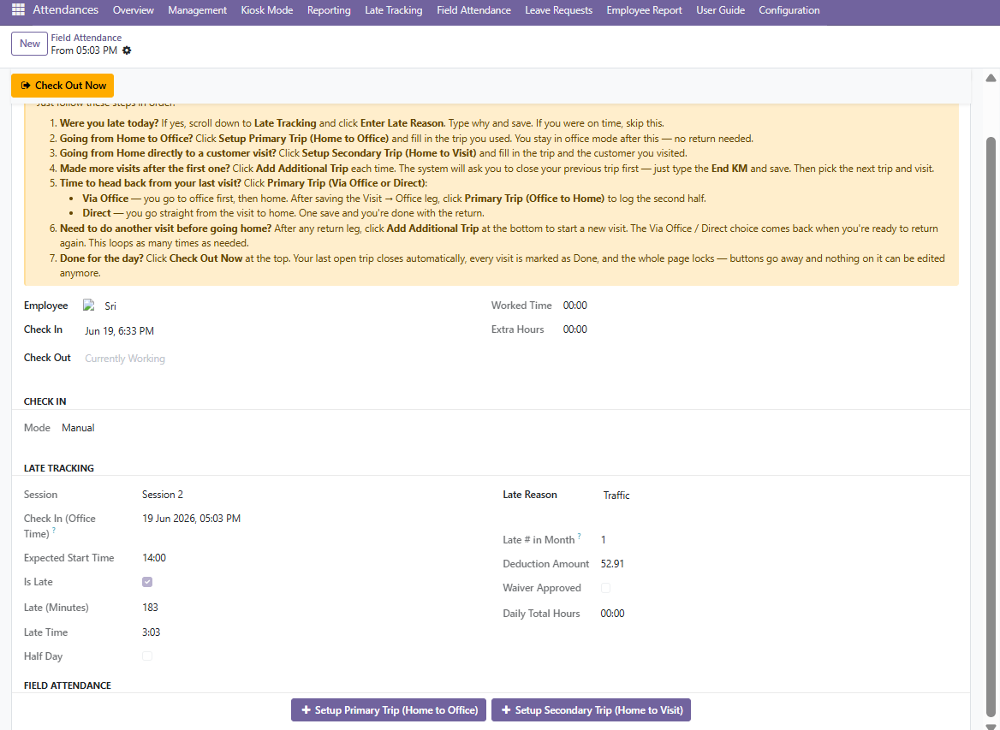 Attendances Overview Management Kiosk Mode Reporting Late Tracking Field Attendance Leave Requests Employee Report User Guide Configuration
New
Field Attendance
From 05:03 PM
Check Out Now
Just follow these steps in order:
1. Were you late today? If yes, scroll down to Late Tracking and click Enter Late Reason. Type why and save. If you were on time, skip this.
2. Going from Home to Office? Click Setup Primary Trip (Home to Office) and fill in the trip you used. You stay in office mode after this — no return needed.
3. Going from Home directly to a customer visit? Click Setup Secondary Trip (Home to Visit) and fill in the trip and the customer you visited.
4. Made more visits after the first one? Click Add Additional Trip each time. The system will ask you to close your previous trip first — just type the End KM and save. Then pick the next trip and visit.
5. Time to head back from your last visit? Click Primary Trip (Via Office or Direct):
• Via Office — you go to office first, then home. After saving the Visit → Office leg, click Primary Trip (Office to Home) to log the second half.
• Direct — you go straight from the visit to home. One save and you're done with the return.
6. Need to do another visit before going home? After any return leg, click Add Additional Trip at the bottom to start a new visit. The Via Office / Direct choice comes back when you're ready to return
again. This loops as many times as needed.
7. Done for the day? Click Check Out Now at the top. Your last open trip closes automatically, every visit is marked as Done, and the whole page locks — buttons go away and nothing on it can be edited
anymore.
Employee Sri
Worked Time 00:00
Check In Jun 19, 6:33 PM
Extra Hours 00:00
Check Out Currently Working
CHECK IN
Mode Manual
LATE TRACKING
Session Session 2
Late Reason Traffic
Check In (Office
Time) ? 19 Jun 2026, 05:03 PM
Late # in Month ? 1
Expected Start Time 14:00
Deduction Amount 52.91
Is Late
Waiver Approved
Late (Minutes) 183
Daily Total Hours 00:00
Late Time 3:03
Half Day
FIELD ATTENDANCE
+ Setup Primary Trip (Home to Office)
+ Setup Secondary Trip (Home to Visit)